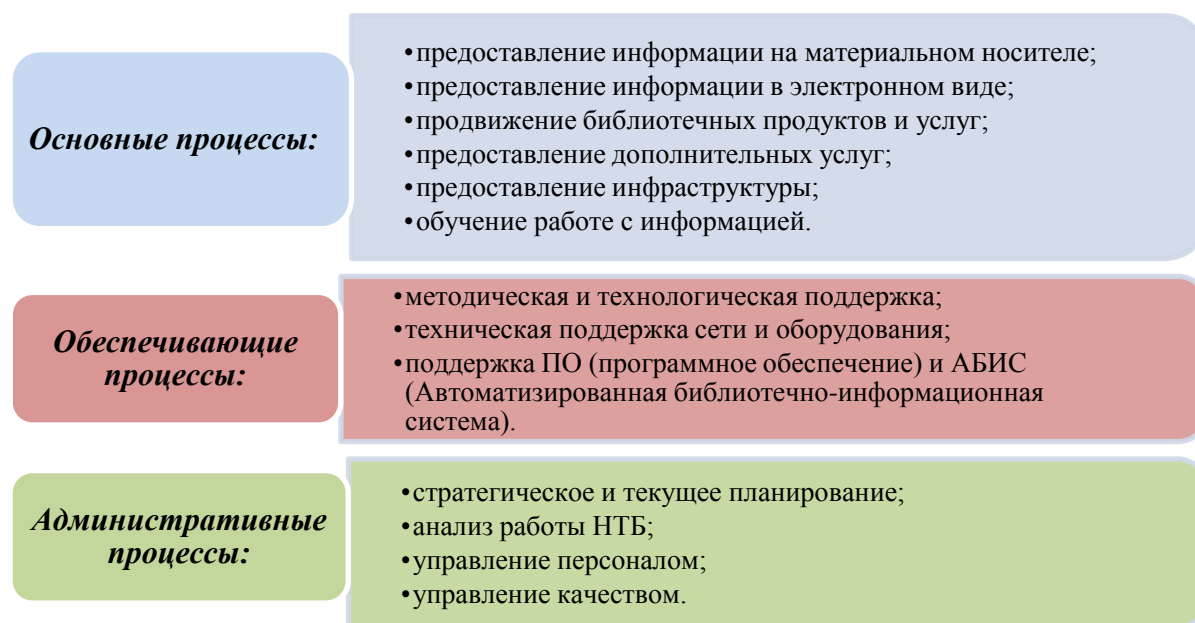 Основные процессы:
•предоставление информации на материальном носителе;
•предоставление информации в электронном виде;
•продвижение библиотечных продуктов и услуг;
•предоставление дополнительных услуг;
•предоставление инфраструктуры;
•обучение работе с информацией.
Обеспечивающие
процессы:
•методическая и технологическая поддержка;
•техническая поддержка сети и оборудования;
•поддержка ПО (программное обеспечение) и АБИС
(Автоматизированная библиотечно-информационная
система).
Административные
процессы:
•стратегическое и текущее планирование;
•анализ работы НТБ;
•управление персоналом;
•управление качеством.